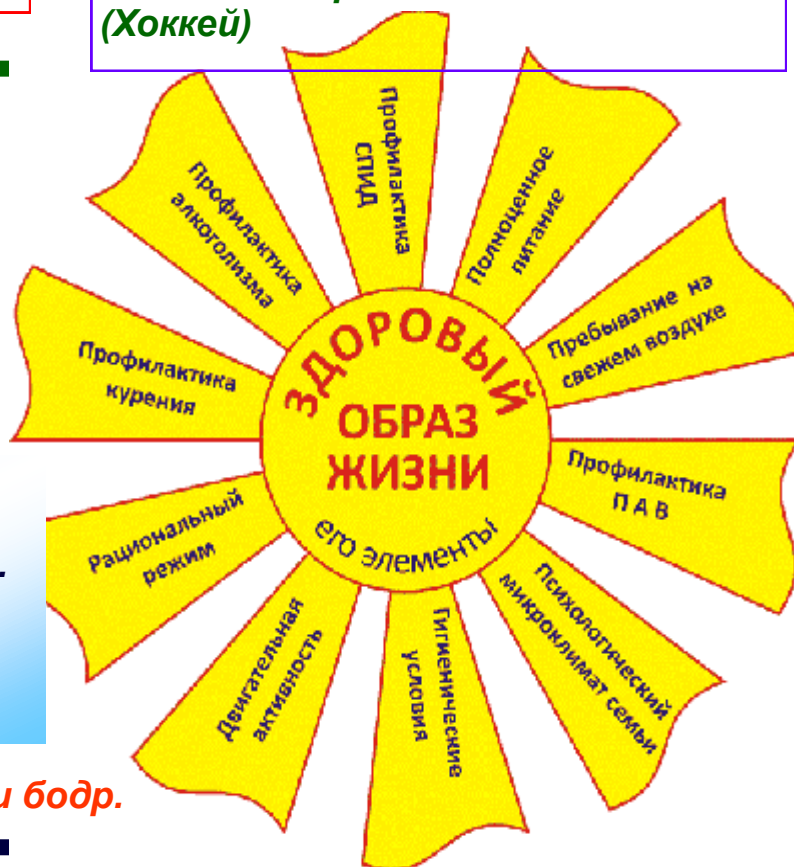 (Хоккей)
Профилактика
СПИД
Полноценное
питание
Пребывание на
свежем воздухе
Профилактика
П А В
Психологический
микроклимат семьи
Гигиенические
условия
Двигательная
активность
Рациональный
режим
Профилактика
курения
Профилактика
алкоголизма
ЗДОРОВЫЙ
ОБРАЗ
ЖИЗНИ
его элементы
бодр.